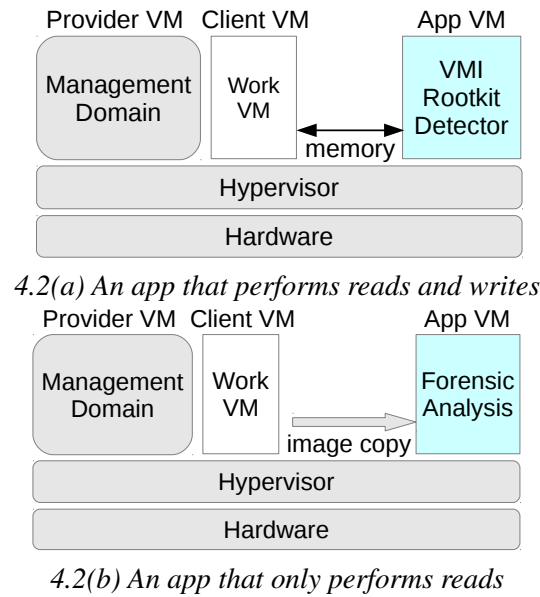 Provider VM Client VM App VM
Management
Domain
Work
VM
memory
VMI
Rootkit
Detector
Hypervisor
Hardware
4.2(a) An app that performs reads and writes
Provider VM Client VM App VM
Management
Domain
Work
VM
image copy
Forensic
Analysis
Hypervisor
Hardware
4.2(b) An app that only performs reads